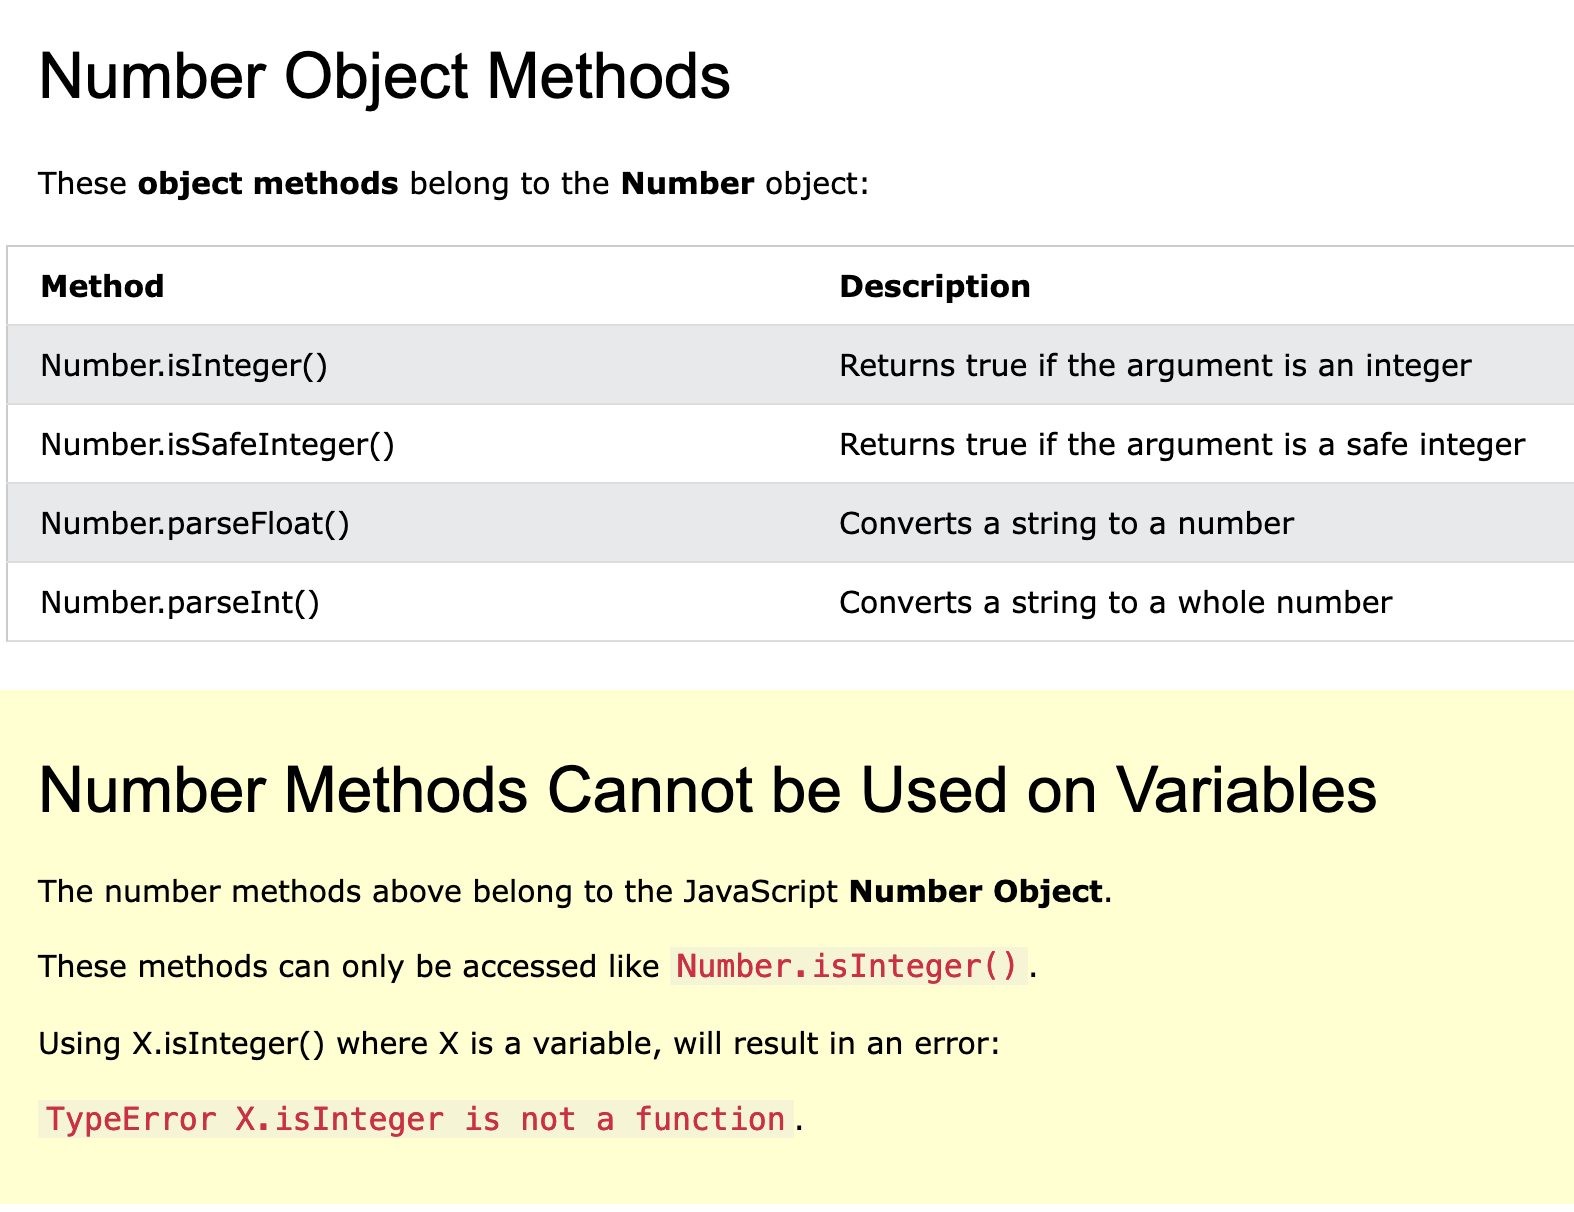 Number Object Methods
These object methods belong to the Number object:
Method Description
Number.isInteger() Returns true if the argument is an integer
Number.isSafeInteger() Returns true if the argument is a safe integer
Number.parseFloat() Converts a string to a number
Number.parseInt() Converts a string to a whole number
Number Methods Cannot be Used on Variables
The number methods above belong to the JavaScript Number Object.
These methods can only be accessed like Number.isInteger().
Using X.isInteger() where X is a variable, will result in an error:
TypeError X.isInteger is not a function.